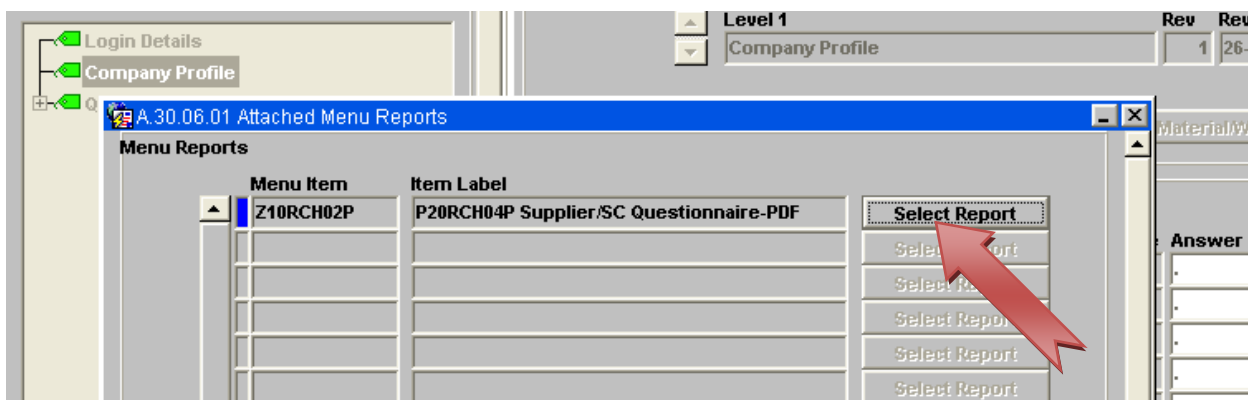 Login Details
Company Profile
Q
Level 1 Rev Rev
Company Profile 1 26-
A.30.06.01 Attached Menu Reports
Menu Reports
Menu Item Item Label
Z10RCH02P P20RCH04P Supplier/SC Questionnaire-PDF Select Report
Select
Select
Select Report
Select Report
Select Report
Material/
Answer
.
.
.
.